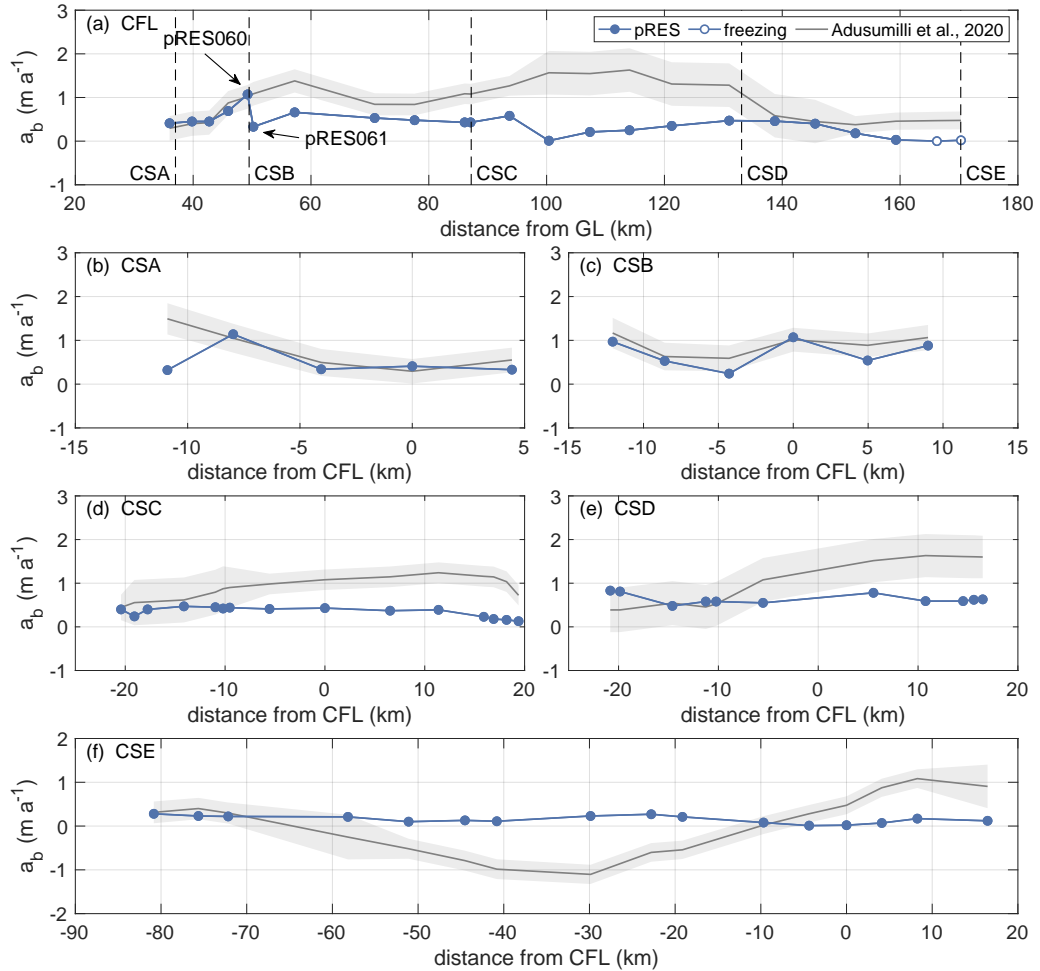 (a) CFL
pRES
freezing
Adusumilli et al., 2020
pRES060
pRES061
CSA
CSB
CSC
CSD
CSE
3
2
1
0
-1
a_b (m a^-1)
20
40
60
80
100
120
140
160
180
distance from GL (km)
(b) CSA
3
2
1
0
-1
a_b (m a^-1)
-15
-10
-5
0
5
distance from CFL (km)
(c) CSB
3
2
1
0
-1
-15
-10
-5
0
5
10
15
distance from CFL (km)
(d) CSC
3
2
1
0
-1
a_b (m a^-1)
-20
-10
0
10
20
distance from CFL (km)
(e) CSD
3
2
1
0
-1
-20
-10
0
10
20
distance from CFL (km)
(f) CSE
2
1
0
-1
-2
a_b (m a^-1)
-90
-80
-70
-60
-50
-40
-30
-20
-10
0
10
20
distance from CFL (km)